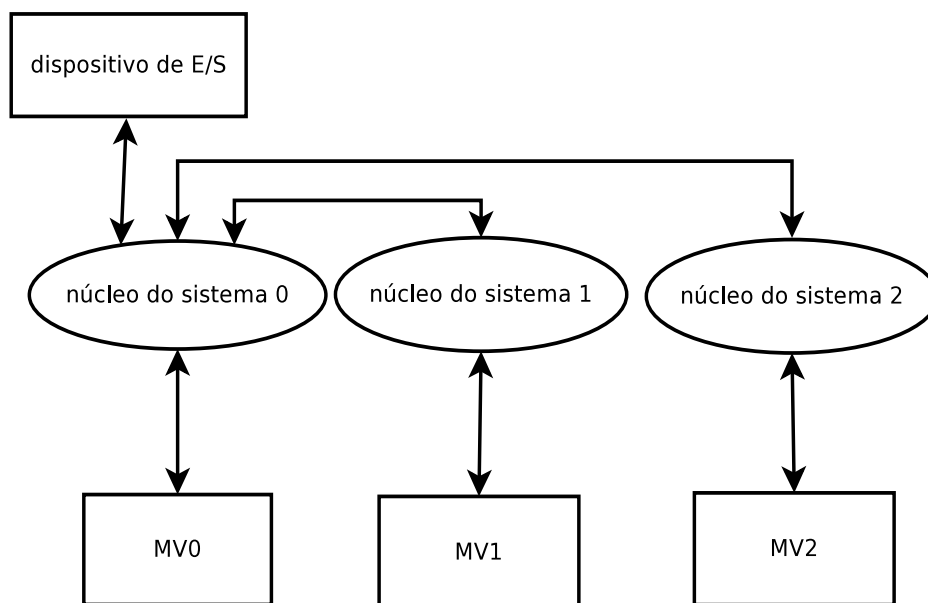 dispositivo de E/S
núcleo do sistema 0
núcleo do sistema 1
núcleo do sistema 2
MV0
MV1
MV2